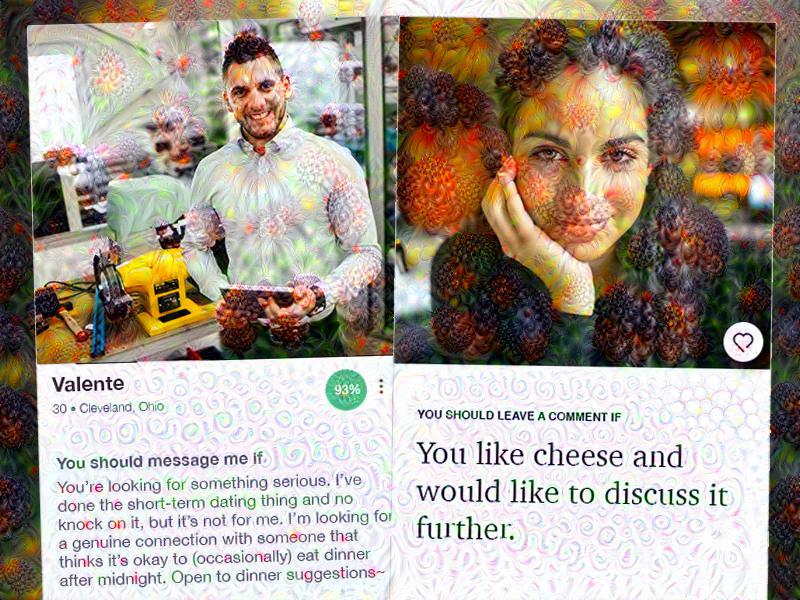 Valente
93%
30 • Cleveland, Ohio
You should message me if
You're looking for something serious. I've
done the short-term dating thing and no
knock on it, but it's not for me. I'm looking for
a genuine connection with someone that
thinks it's okay to (occasionally) eat dinner
after midnight. Open to dinner suggestions~
YOU SHOULD LEAVE A COMMENT IF
You like cheese and
would like to discuss it
further.